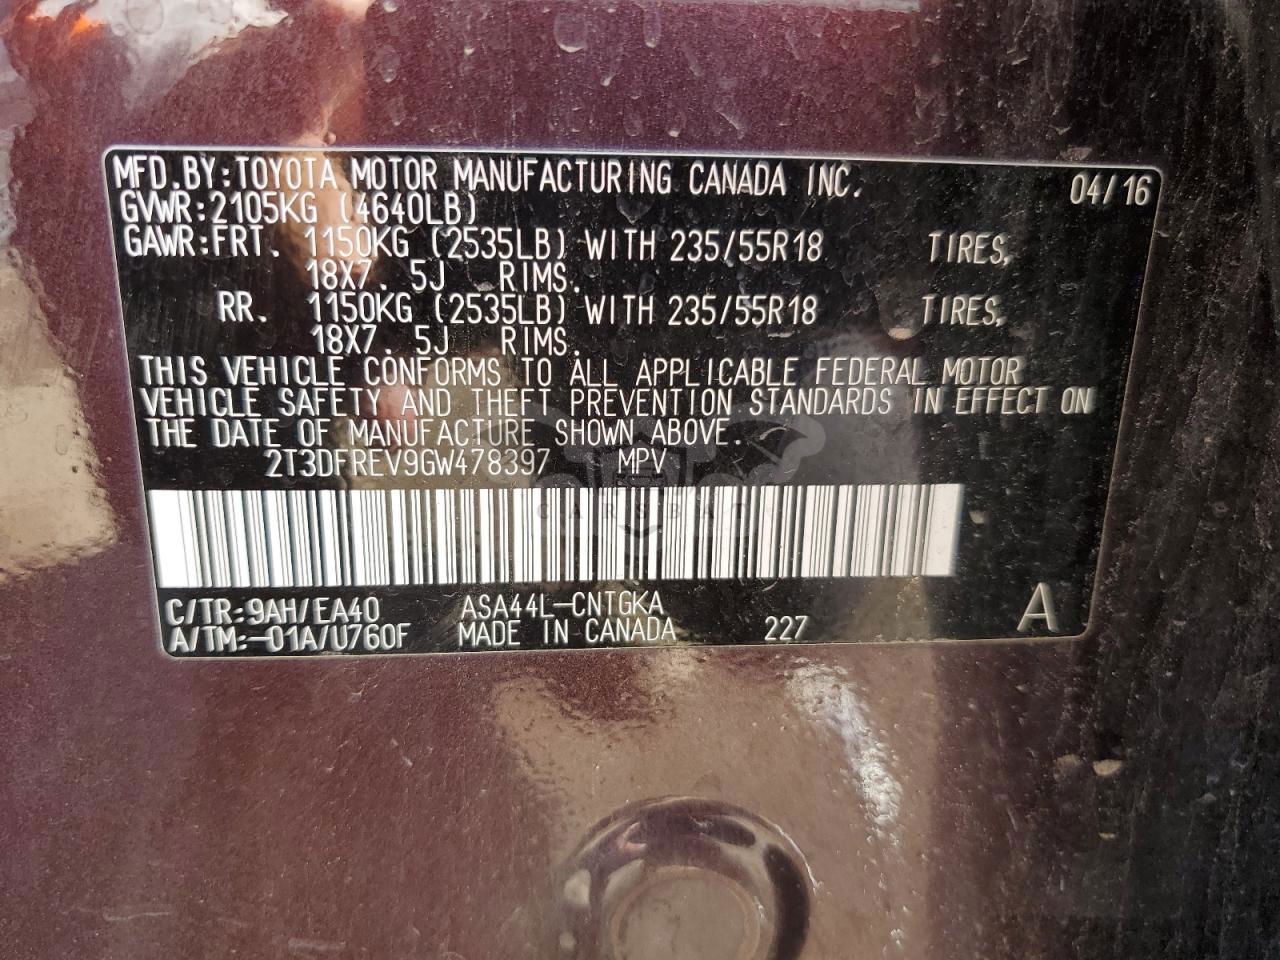 MFD.BY:TOYOTA MOTOR MANUFACTURING CANADA INC. 04/16
GVWR:2105KG (4640LB)
GAWR:FRT. 1150KG (2535LB) WITH 235/55R18 TIRES,
18X7.5J RIMS.
RR. 1150KG (2535LB) WITH 235/55R18 TIRES,
18X7.5J RIMS.
THIS VEHICLE CONFORMS TO ALL APPLICABLE FEDERAL MOTOR
VEHICLE SAFETY AND THEFT PREVENTION STANDARDS IN EFFECT ON
THE DATE OF MANUFACTURE SHOWN ABOVE.
2T3DFREV9GW478397 MPV
C/TR:9AH/EA40 ASA44L-CNTGKA A
A/TM:-01A/U760F MADE IN CANADA 227